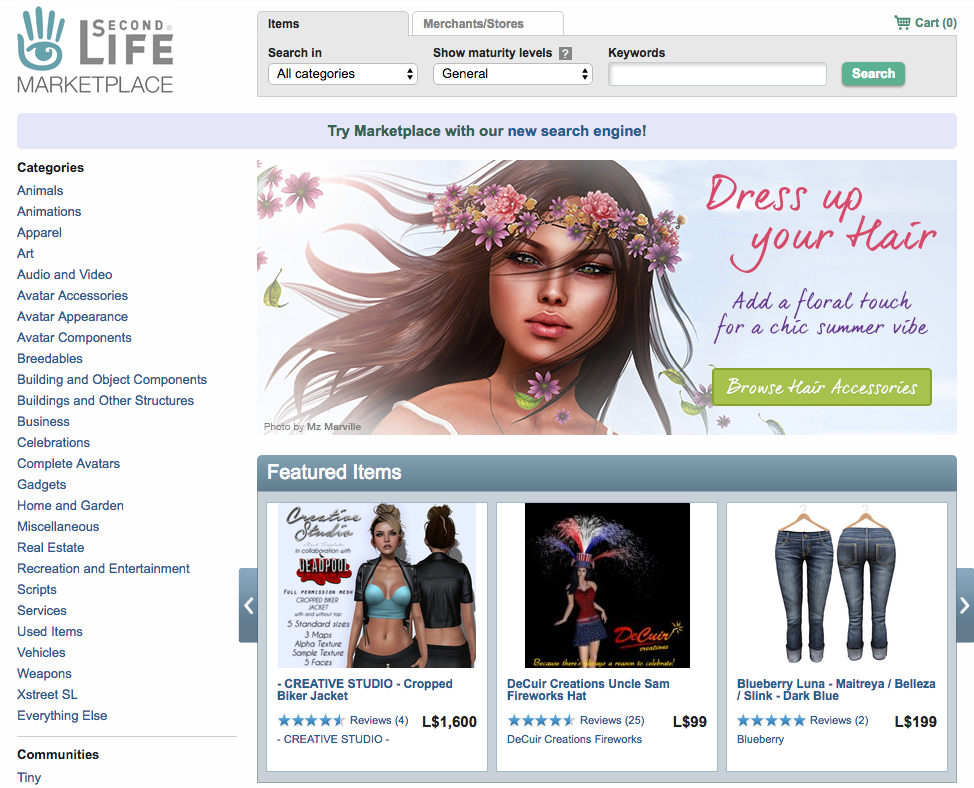 SECOND
LIFE
MARKETPLACE
Items
Merchants/Stores
Cart (0)
Search in
Show maturity levels ?
Keywords
All categories
General
Search
Try Marketplace with our new search engine!
Categories
Animals
Animations
Apparel
Art
Audio and Video
Avatar Accessories
Avatar Appearance
Avatar Components
Breedables
Building and Object Components
Buildings and Other Structures
Business
Celebrations
Complete Avatars
Gadgets
Home and Garden
Miscellaneous
Real Estate
Recreation and Entertainment
Scripts
Services
Used Items
Vehicles
Weapons
Xstreet SL
Everything Else
Communities
Tiny
Dress up
your Hair
Add a floral touch
for a chic summer vibe
Browse Hair Accessories
Photo by Mz Marville
Featured Items
Creative
Studio
in collaboration with
DEADPOOL
FULL PERMISSION MESH
CROPPED BIKER
JACKET
with and without top
5 Standard sizes
3 Maps
Alpha Texture
Sample Texture
5 Faces
- CREATIVE STUDIO - Cropped
Biker Jacket
Reviews (4) L$1,600
- CREATIVE STUDIO -
DeCuir
creations
Because there's always a reason to celebrate!
DeCuir Creations Uncle Sam
Fireworks Hat
Reviews (25) L$99
DeCuir Creations Fireworks
Blueberry Luna - Maitreya / Belleza
/ Slink - Dark Blue
Reviews (2) L$199
Blueberry